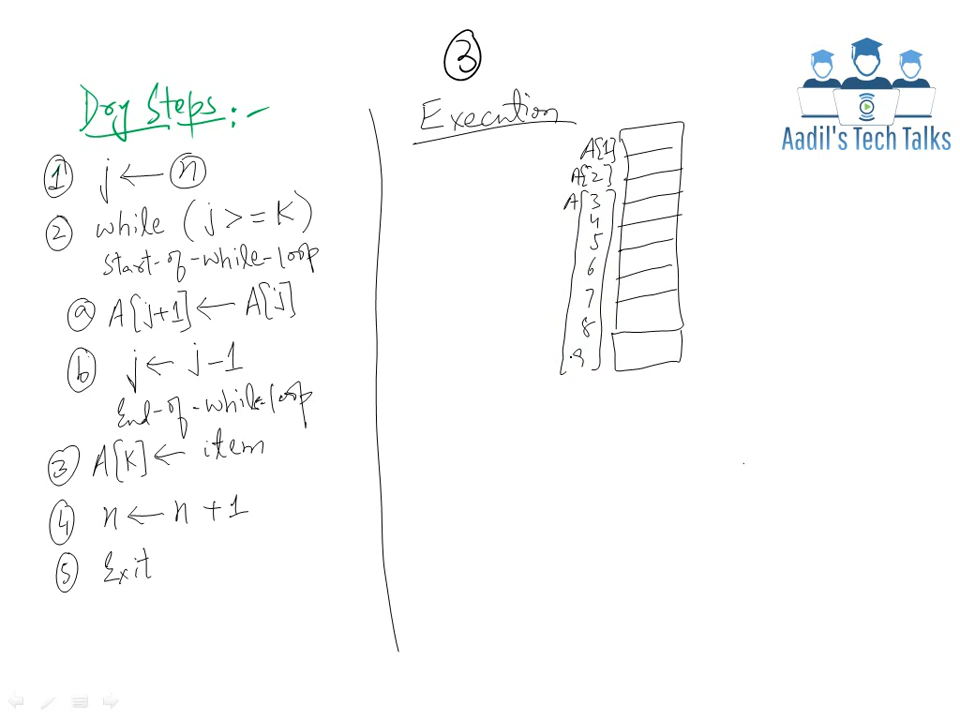 3
Dry Steps:-
1 j ← n
2 while (j >= K)
start-of-while-loop
a A[j+1] ← A[j]
b j ← j-1
End-of-while-loop
3 A[K] ← item
4 n ← n + 1
5 Exit
Execution
A[1]
A[2]
A[3
4
5
6
7
8
9
Aadil's Tech Talks